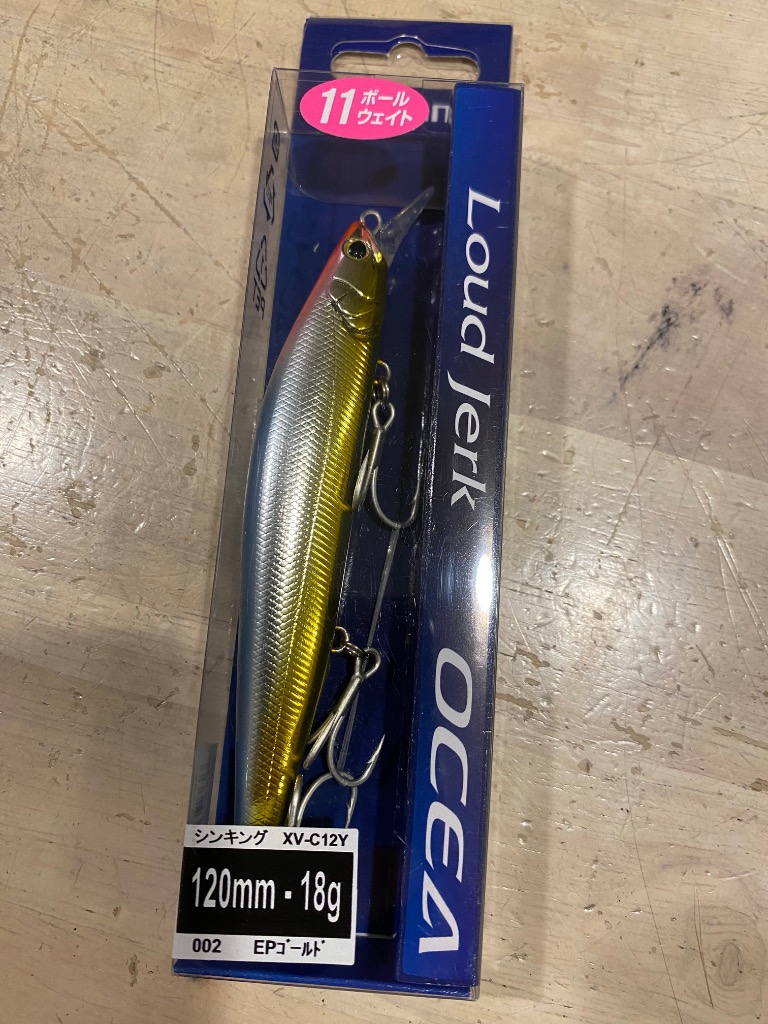 11 ボール
ウェイト
Loud Jerk OCEA
シンキング XV-C12Y
120mm - 18g
002 EPゴールド